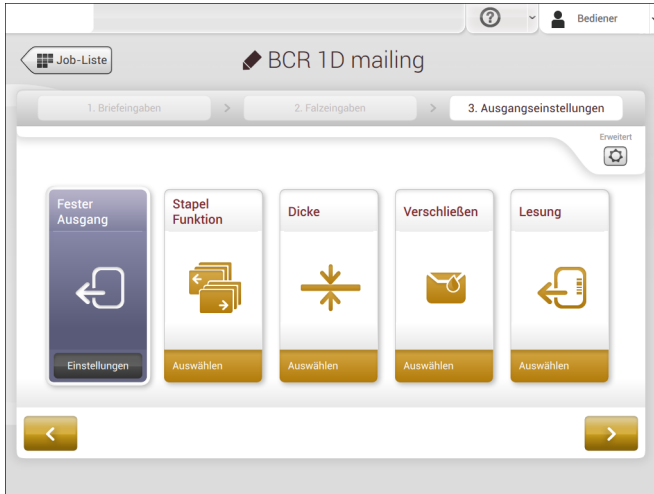 Bediener
Job-Liste
BCR 1D mailing
1. Briefeingaben
>
2. Falzeingaben
>
3. Ausgangseinstellungen
Erweitert
Fester
Ausgang
Einstellungen
Stapel
Funktion
Auswählen
Dicke
Auswählen
Verschließen
Auswählen
Lesung
Auswählen